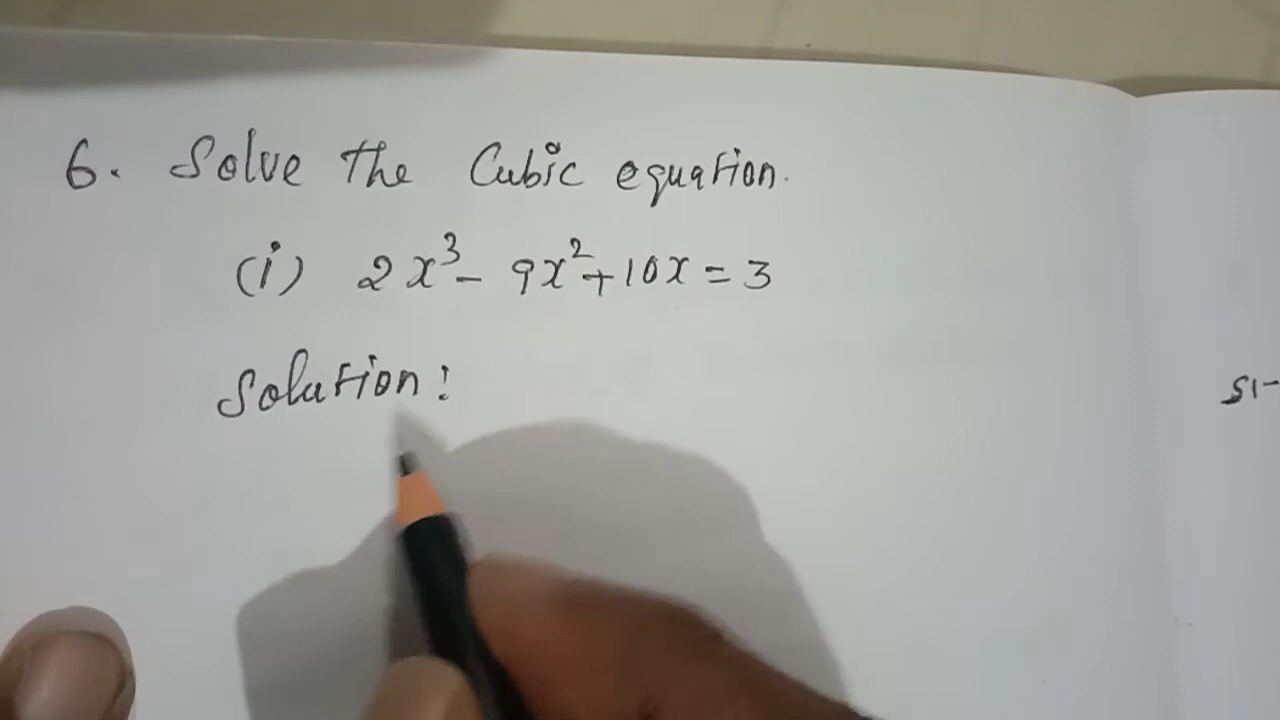 6. Solve the Cubic equation.
(i) 2x³ - 9x² + 10x = 3
Solution: